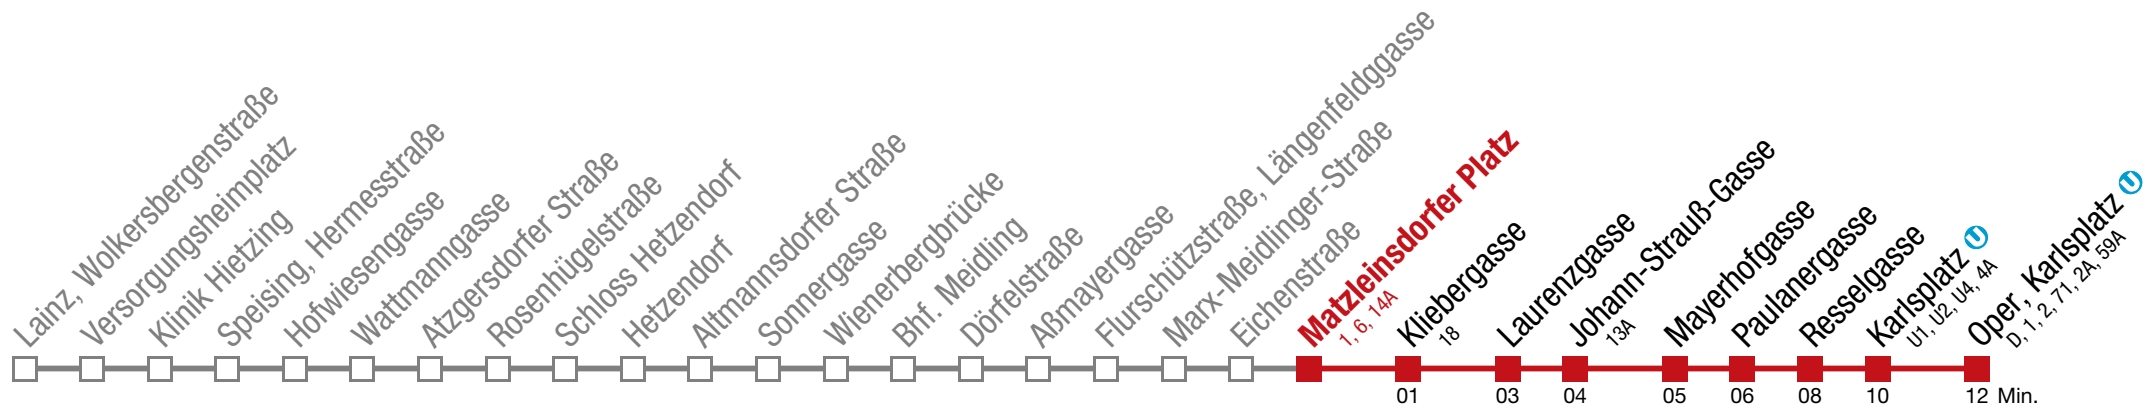 Lainz, Wolkersbergenstraße
Versorgungsheimplatz
Klinik Hietzing
Speising, Hermesstraße
Hofwiesengasse
Wattmanngasse
Atzgersdorfer Straße
Rosenhügelstraße
Schloss Hetzendorf
Hetzendorf
Altmannsdorfer Straße
Sonnergasse
Wienerbergbrücke
Bnf. Meidling
Dörfelstraße
Aßmayergasse
Flurschützstraße, Längenfeldggasse
Marx-Meidlinger-Straße
Eichenstraße
Matzleinsdorfer Platz
1, 6, 14A
Kliebergasse
18
Laurenzgasse
Johann-Strauß-Gasse
13A
Mayerhofgasse
Paulanergasse
Resselgasse
Karlsplatz U
U1, U2, U4, 4A
Oper, Karlsplatz U
D, 1, 2, 71, 2A, 59A
01 03 04 05 06 08 10 12 Min.